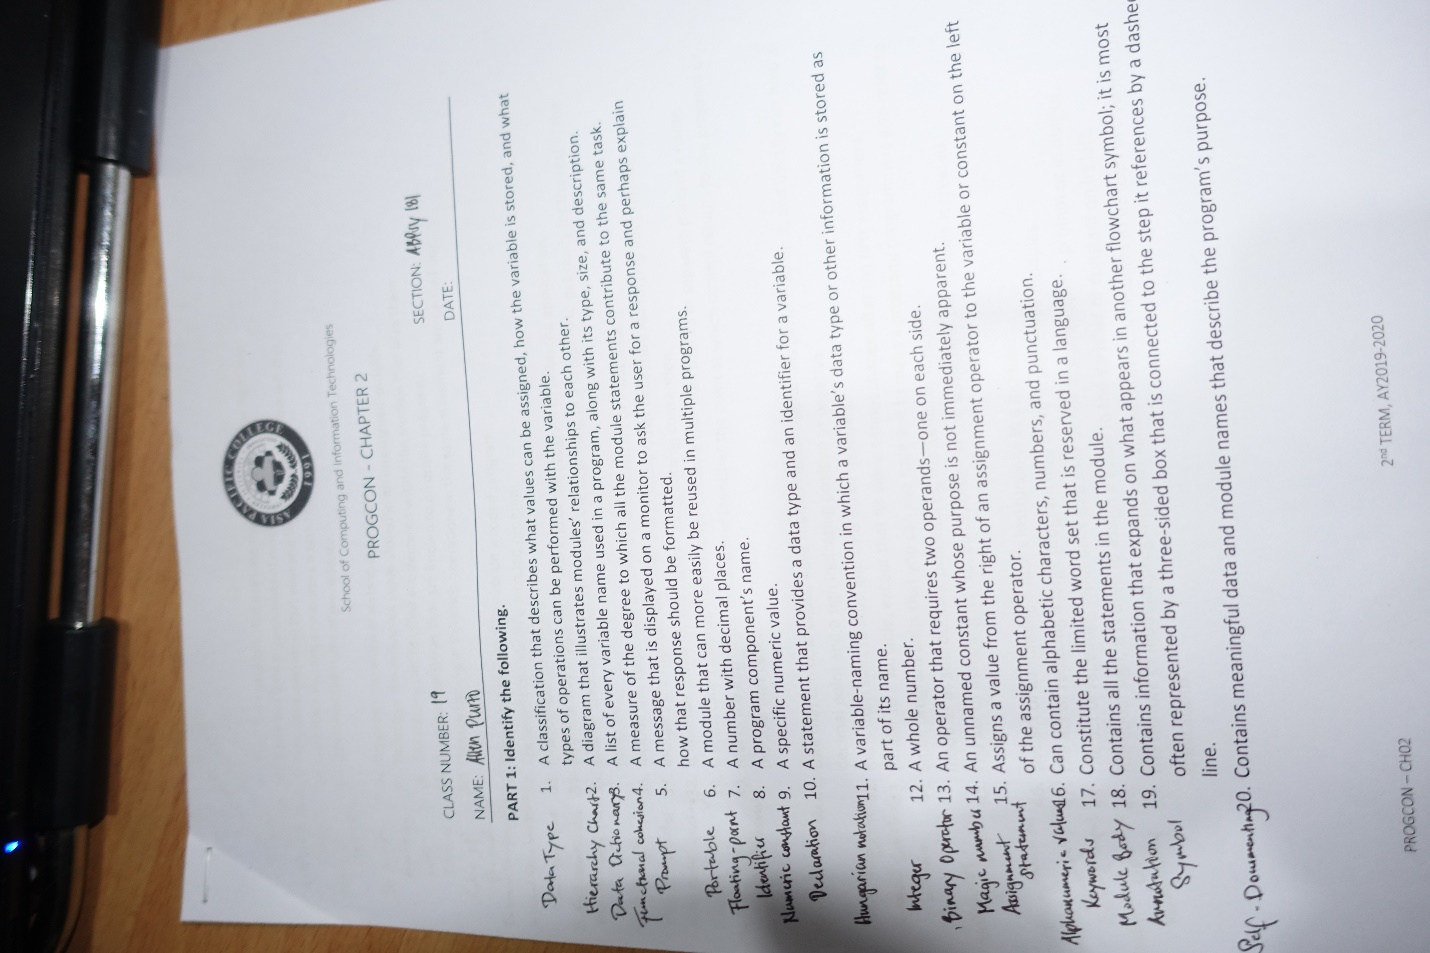 ASIA PACIFIC COLLEGE
1991
School of Computing and Information Technologies
PROGCON - CHAPTER 2
CLASS NUMBER: 19
SECTION:
NAME:
DATE:
PART 1: Identify the following.
Data Type 1. A classification that describes what values can be assigned, how the variable is stored, and what
types of operations can be performed with the variable.
Hierarchy Chart 2. A diagram that illustrates modules' relationships to each other.
Data Dictionary 3. A list of every variable name used in a program, along with its type, size, and description.
Functional cohesion 4. A measure of the degree to which all the module statements contribute to the same task.
Prompt 5. A message that is displayed on a monitor to ask the user for a response and perhaps explain
how that response should be formatted.
Portable 6. A module that can more easily be reused in multiple programs.
Floating-point 7. A number with decimal places.
Identifier 8. A program component's name.
Numeric constant 9. A specific numeric value.
Declaration 10. A statement that provides a data type and an identifier for a variable.
Hungarian notation 11. A variable-naming convention in which a variable's data type or other information is stored as
part of its name.
Integer 12. A whole number.
Binary Operator 13. An operator that requires two operands—one on each side.
Magic number 14. An unnamed constant whose purpose is not immediately apparent.
Assignment 15. Assigns a value from the right of an assignment operator to the variable or constant on the left
Statement of the assignment operator.
Alphanumeric values 16. Can contain alphabetic characters, numbers, and punctuation.
Keywords 17. Constitute the limited word set that is reserved in a language.
Module Body 18. Contains all the statements in the module.
Annotation 19. Contains information that expands on what appears in another flowchart symbol; it is most
Symbol often represented by a three-sided box that is connected to the step it references by a dashed
line.
Self-Documenting 20. Contains meaningful data and module names that describe the program's purpose.
PROGCON – CH02
2nd TERM, AY2019-2020